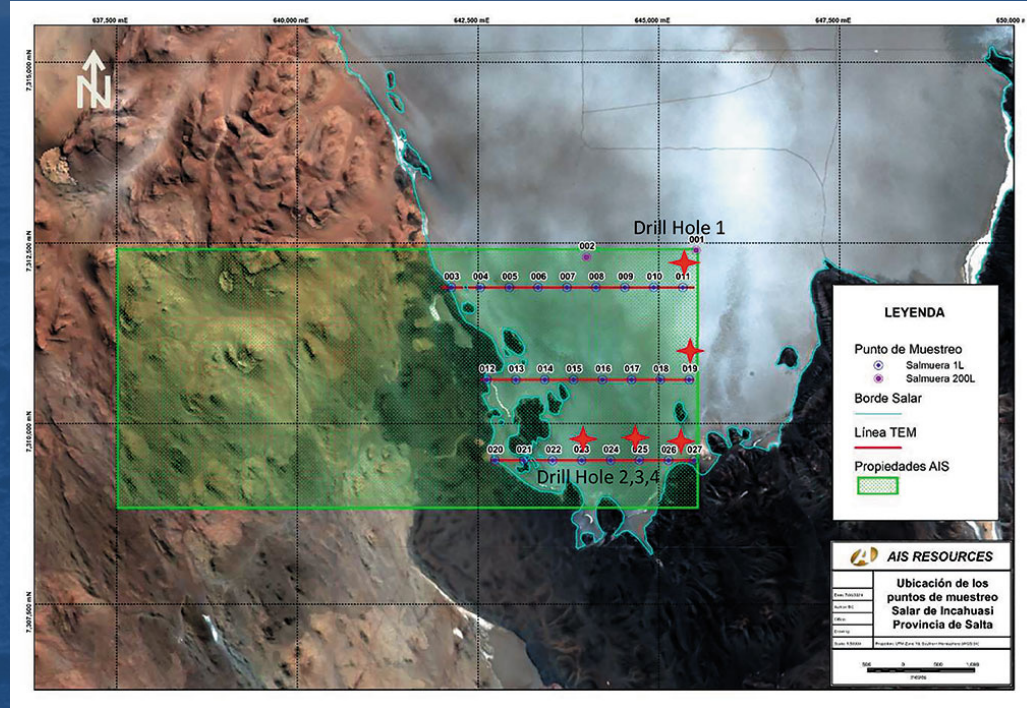 637,500 mE
640,000 mE
642,500 mE
645,000 mE
647,500 mE
650,000
7,315,000 mN
7,312,500 mN
7,310,000 mN
7,307,500 mN
N
Drill Hole 1
002
001
003 004 005 006 007 008 009 010 011
012 013 014 015 016 017 018 019
020 021 022 023 024 025 026 027
Drill Hole 2,3,4
LEYENDA
Punto de Muestreo
Salmuera 1L
Salmuera 200L
Borde Salar
Línea TEM
Propiedades AIS
AIS RESOURCES
Ubicación de los
puntos de muestreo
Salar de Incahuasi
Provincia de Salta
500 0 500 1,000